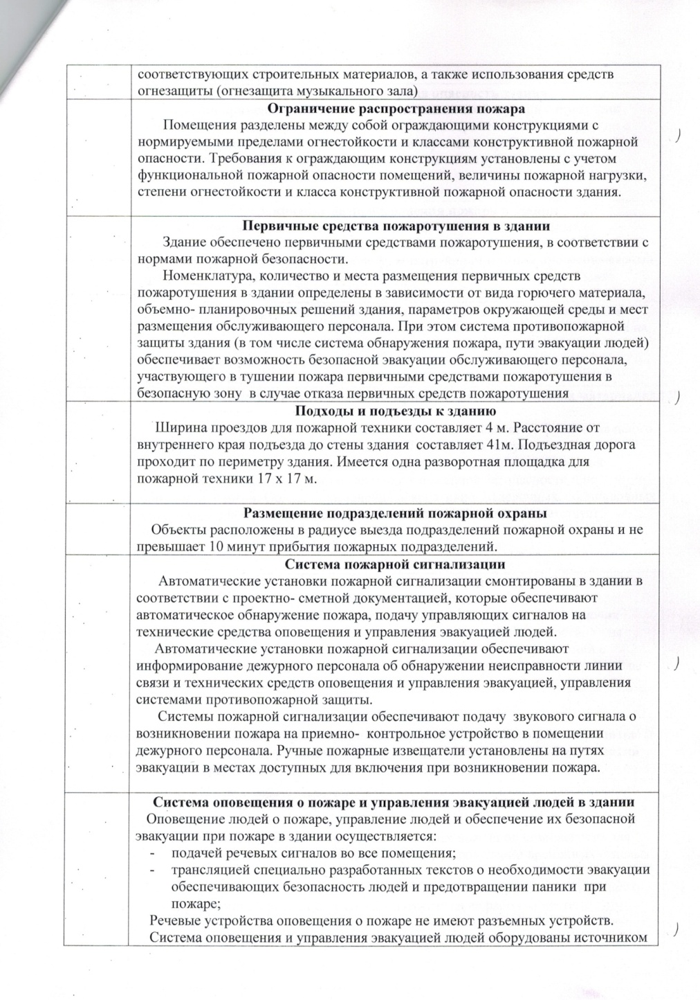 соответствующих строительных материалов, а также использования средств
огнезащиты (огнезащита музыкального зала)
Ограничение распространения пожара
Помещения разделены между собой ограждающими конструкциями с
нормируемыми пределами огнестойкости и классами конструктивной пожарной
опасности. Требования к ограждающим конструкциям установлены с учетом
функциональной пожарной опасности помещений, величины пожарной нагрузки,
степени огнестойкости и класса конструктивной пожарной опасности здания.
Первичные средства пожаротушения в здании
Здание обеспечено первичными средствами пожаротушения, в соответствии с
нормами пожарной безопасности.
Номенклатура, количество и места размещения первичных средств
пожаротушения в здании определены в зависимости от вида горючего материала,
объемно- планировочных решений здания, параметров окружающей среды и мест
размещения обслуживающего персонала. При этом система противопожарной
защиты здания (в том числе система обнаружения пожара, пути эвакуации людей)
обеспечивает возможность безопасной эвакуации обслуживающего персонала,
участвующего в тушении пожара первичными средствами пожаротушения в
безопасную зону в случае отказа первичных средств пожаротушения
Подходы и подъезды к зданию
Ширина проездов для пожарной техники составляет 4 м. Расстояние от
внутреннего края подъезда до стены здания составляет 41м. Подъездная дорога
проходит по периметру здания. Имеется одна разворотная площадка для
пожарной техники 17 х 17 м.
Размещение подразделений пожарной охраны
Объекты расположены в радиусе выезда подразделений пожарной охраны и не
превышает 10 минут прибытия пожарных подразделений.
Система пожарной сигнализации
Автоматические установки пожарной сигнализации смонтированы в здании в
соответствии с проектно- сметной документацией, которые обеспечивают
автоматическое обнаружение пожара, подачу управляющих сигналов на
технические средства оповещения и управления эвакуацией людей.
Автоматические установки пожарной сигнализации обеспечивают
информирование дежурного персонала об обнаружении неисправности линии
связи и технических средств оповещения и управления эвакуацией, управления
системами противопожарной защиты.
Системы пожарной сигнализации обеспечивают подачу звукового сигнала о
возникновении пожара на приемно- контрольное устройство в помещении
дежурного персонала. Ручные пожарные извещатели установлены на путях
эвакуации в местах доступных для включения при возникновении пожара.
Система оповещения о пожаре и управления эвакуацией людей в здании
Оповещение людей о пожаре, управление людей и обеспечение их безопасной
эвакуации при пожаре в здании осуществляется:
- подачей речевых сигналов во все помещения;
- трансляцией специально разработанных текстов о необходимости эвакуации
обеспечивающих безопасность людей и предотвращении паники при
пожаре;
Речевые устройства оповещения о пожаре не имеют разъемных устройств.
Система оповещения и управления эвакуацией людей оборудованы источником